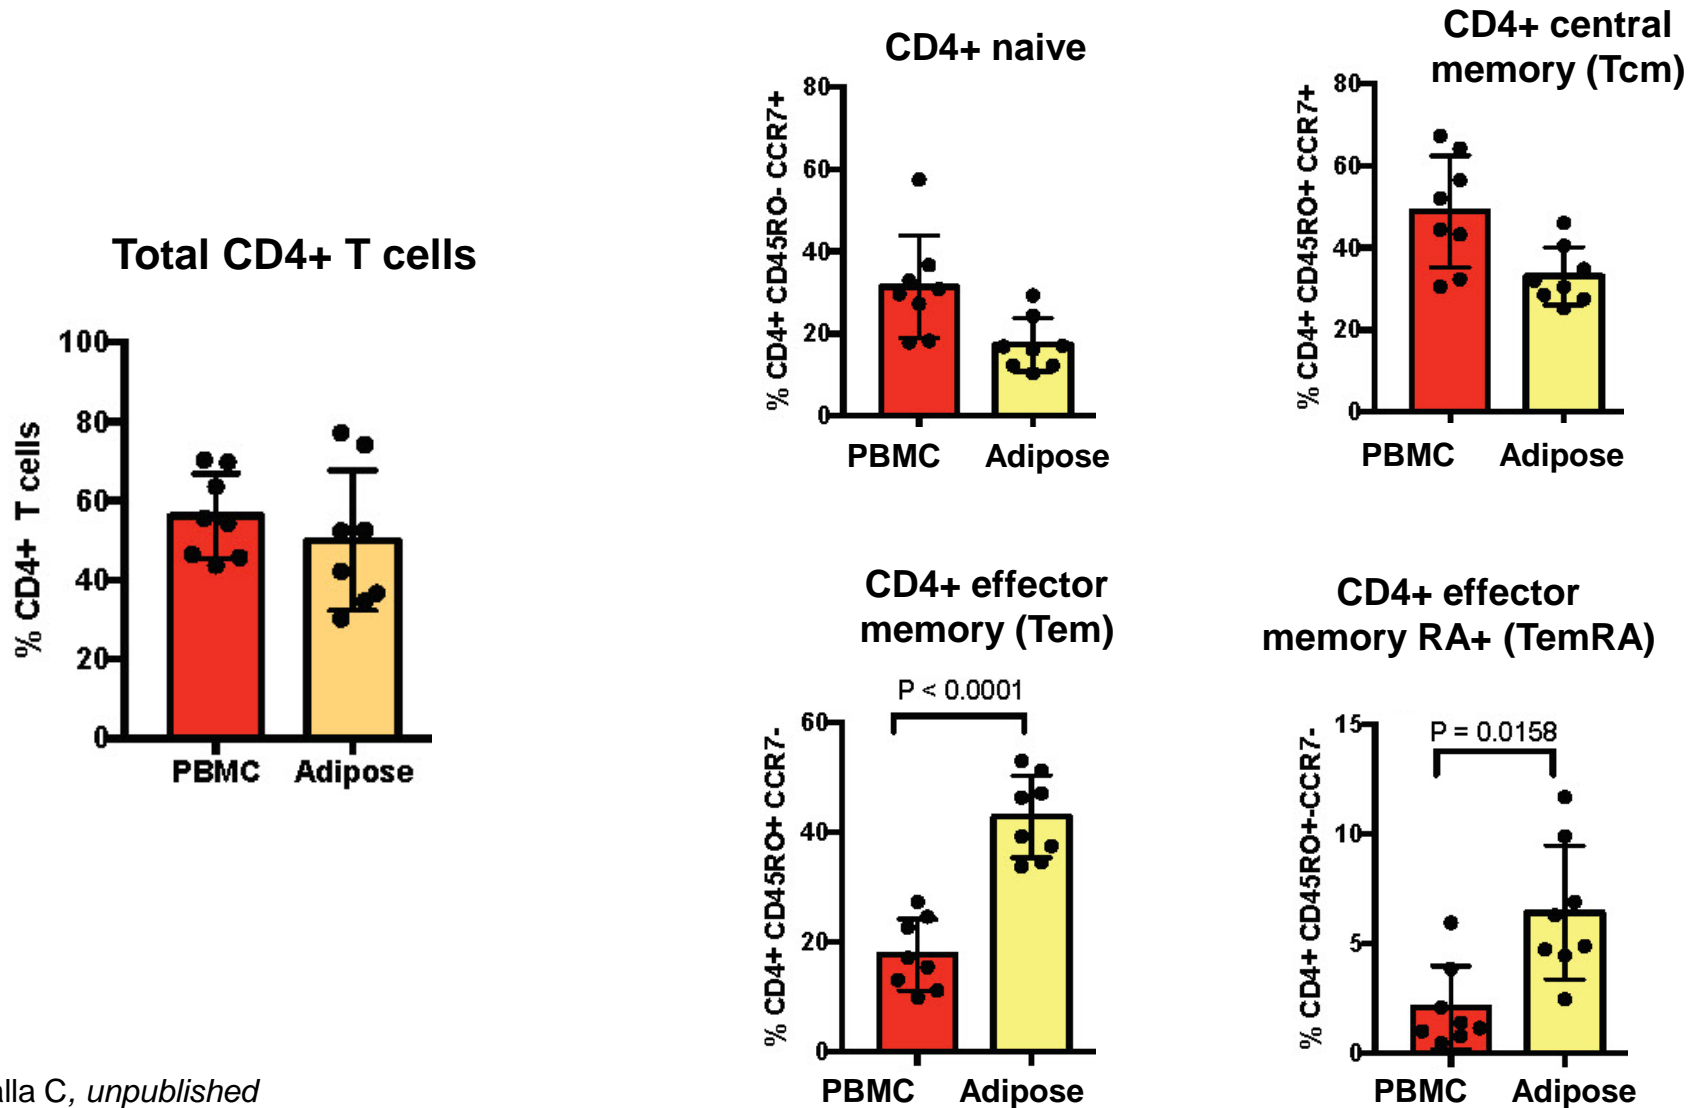 Total CD4+ T cells
% CD4+ T cells
100
80
60
40
20
0
PBMC Adipose
CD4+ naive
% CD4+ CD45RO- CCR7+
80
60
40
20
0
PBMC Adipose
CD4+ central
memory (Tcm)
% CD4+ CD45RO+ CCR7+
80
60
40
20
0
PBMC Adipose
CD4+ effector
memory (Tem)
P < 0.0001
% CD4+ CD45RO+ CCR7-
60
40
20
0
PBMC Adipose
CD4+ effector
memory RA+ (TemRA)
P = 0.0158
% CD4+ CD45RO+-CCR7-
15
10
5
0
PBMC Adipose
alla C, unpublished